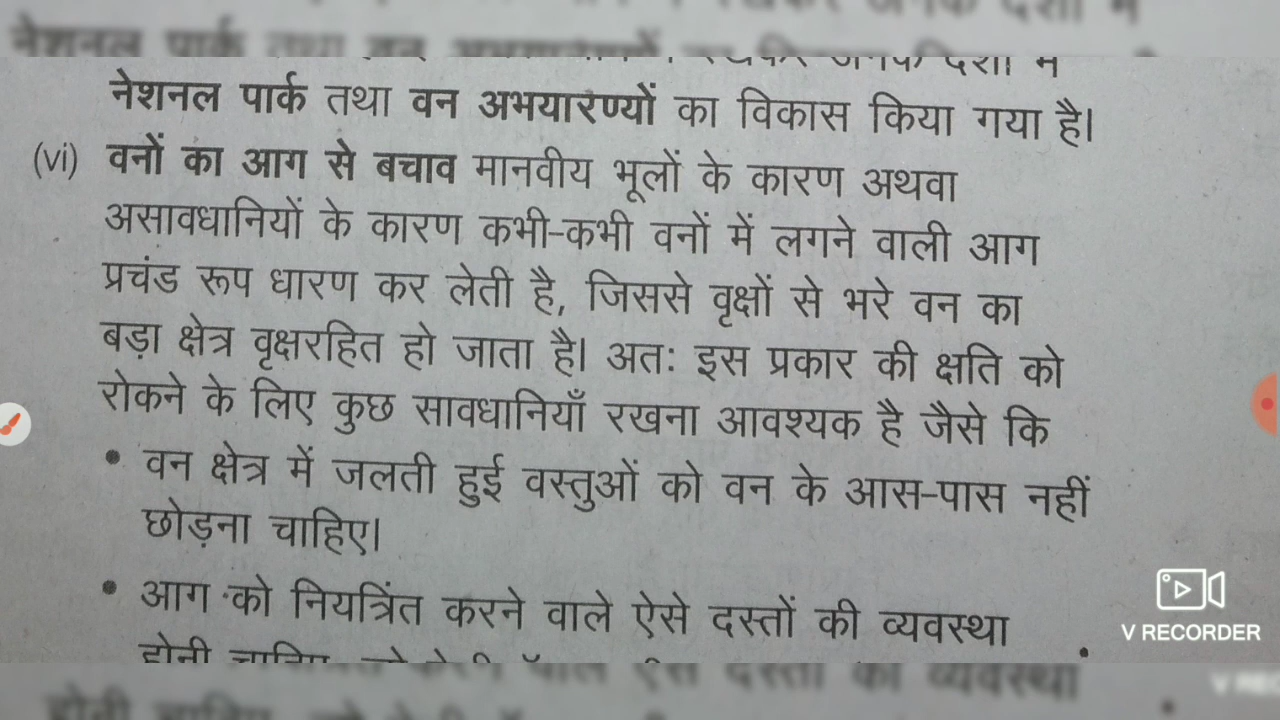 नेशनल पार्क तथा वन अभयारण्यों का विकास किया गया है।
(vi) वनों का आग से बचाव मानवीय भूलों के कारण अथवा
असावधानियों के कारण कभी-कभी वनों में लगने वाली आग
प्रचंड रूप धारण कर लेती है, जिससे वृक्षों से भरे वन का
बड़ा क्षेत्र वृक्षरहित हो जाता है। अतः इस प्रकार की क्षति को
रोकने के लिए कुछ सावधानियाँ रखना आवश्यक है जैसे कि
• वन क्षेत्र में जलती हुई वस्तुओं को वन के आस-पास नहीं
छोड़ना चाहिए।
• आग को नियत्रिंत करने वाले ऐसे दस्तों की व्यवस्था
V RECORDER